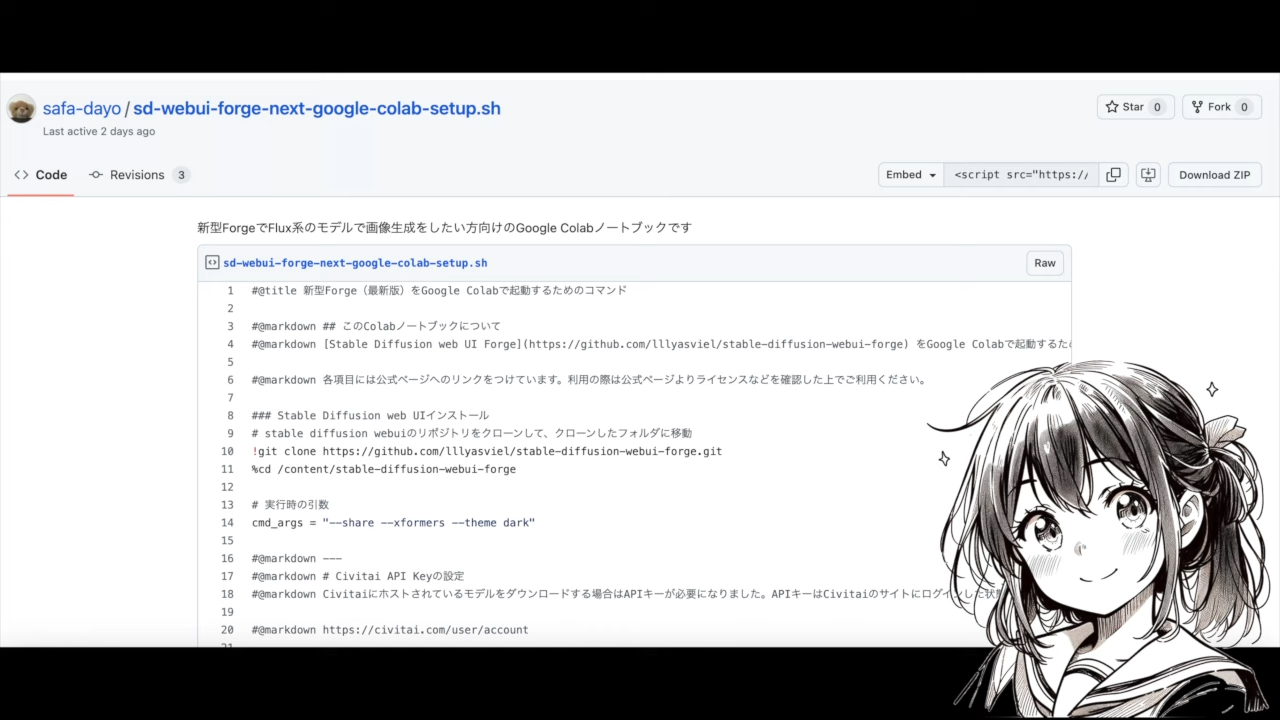 safa-dayo / sd-webui-forge-next-google-colab-setup.sh
Star 0
Fork 0
Last active 2 days ago
Code
Revisions 3
Embed
<script src="https:/
Download ZIP
新型ForgeでFlux系のモデルで画像生成をしたい方向けのGoogle Colabノートブックです
sd-webui-forge-next-google-colab-setup.sh
Raw
1 #@title 新型Forge（最新版）をGoogle Colabで起動するためのコマンド
2
3 #@markdown ## このColabノートブックについて
4 #@markdown [Stable Diffusion web UI Forge](https://github.com/lllyasviel/stable-diffusion-webui-forge) をGoogle Colabで起動するため
5
6 #@markdown 各項目には公式ページへのリンクをつけています。利用の際は公式ページよりライセンスなどを確認した上でご利用ください。
7
8 ### Stable Diffusion web UIインストール
9 # stable diffusion webuiのリポジトリをクローンして、クローンしたフォルダに移動
10 !git clone https://github.com/lllyasviel/stable-diffusion-webui-forge.git
11 %cd /content/stable-diffusion-webui-forge
12
13 # 実行時の引数
14 cmd_args = "--share --xformers --theme dark"
15
16 #@markdown ---
17 #@markdown # Civitai API Keyの設定
18 #@markdown Civitaiにホストされているモデルをダウンロードする場合はAPIキーが必要になりました。APIキーはCivitaiのサイトにログインした状
19
20 #@markdown https://civitai.com/user/account
21